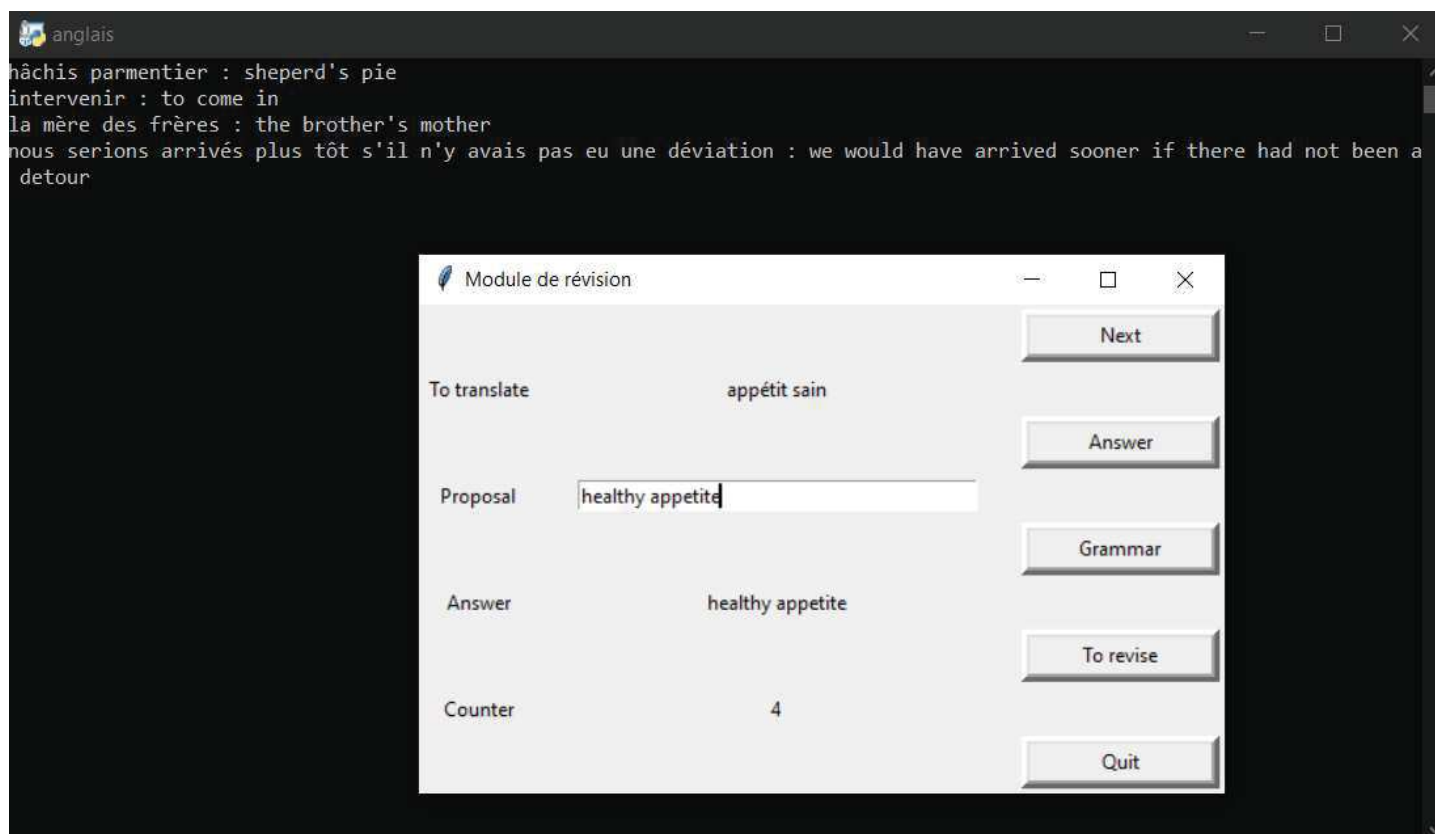 anglais
hâchis parmentier : sheperd's pie
intervenir : to come in
la mère des frères : the brother's mother
nous serions arrivés plus tôt s'il n'y avais pas eu une déviation : we would have arrived sooner if there had not been a
detour
Module de révision
Next
To translate appétit sain
Answer
Proposal healthy appetite
Grammar
Answer healthy appetite
To revise
Counter 4
Quit